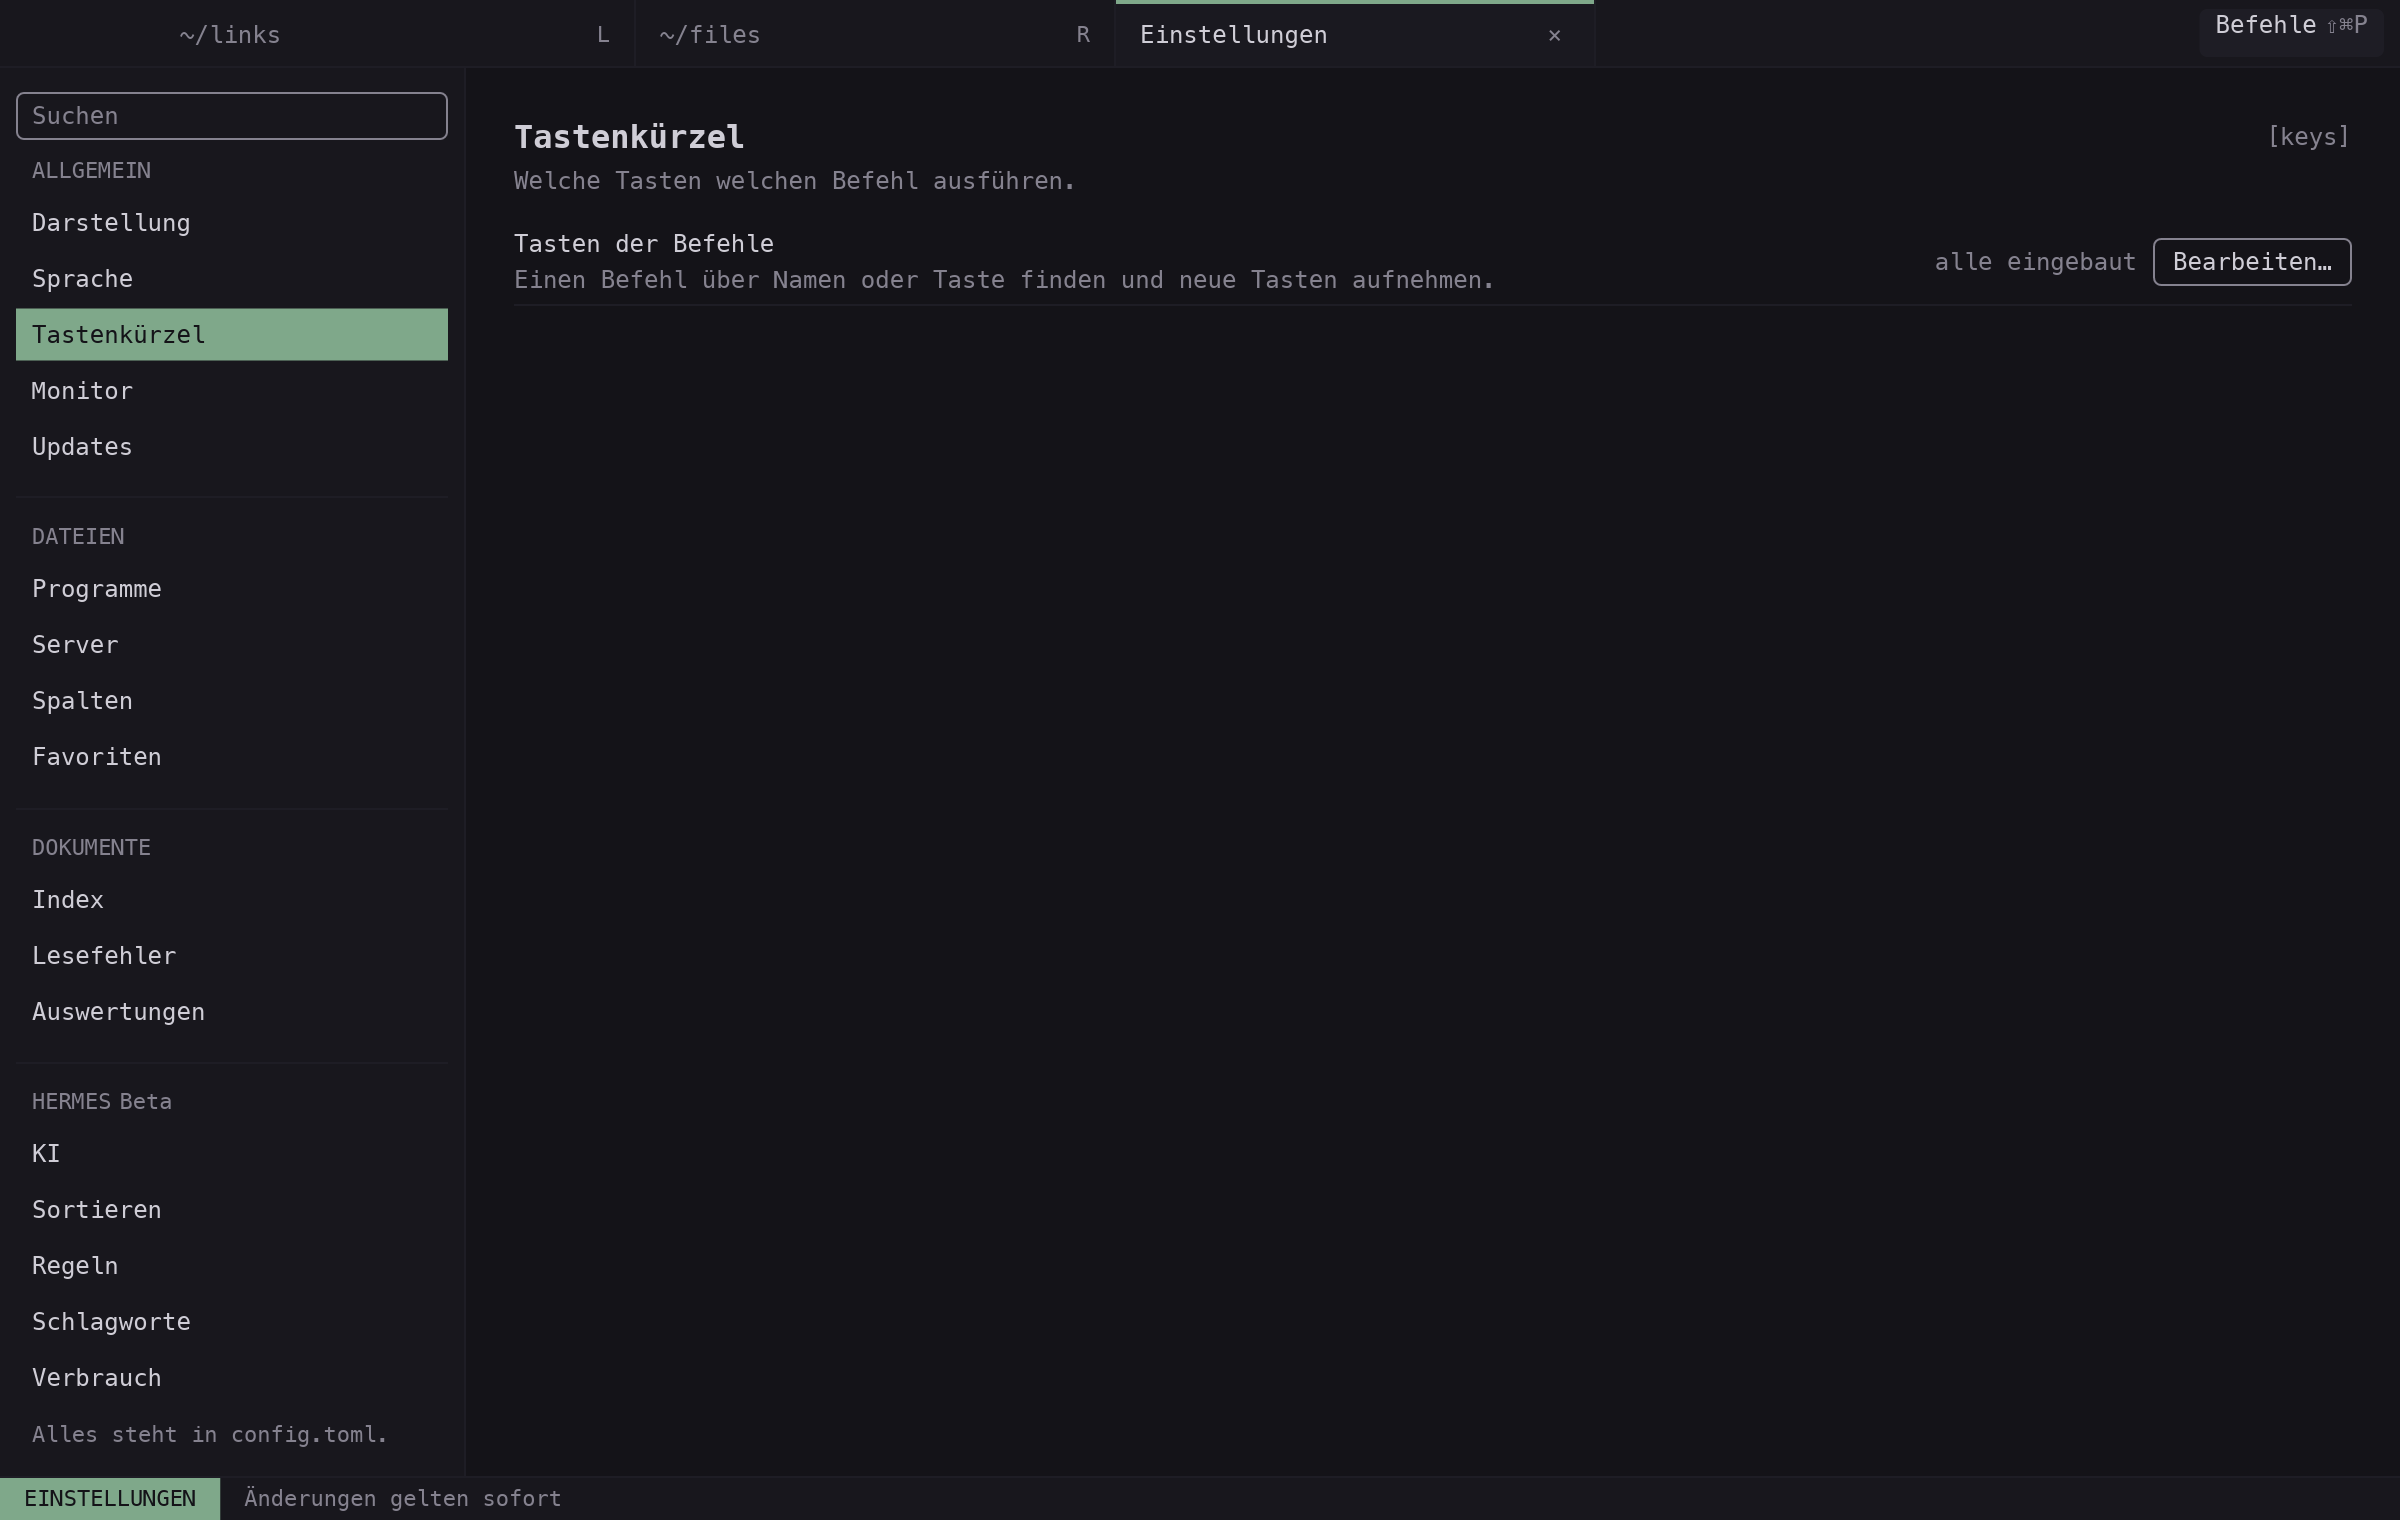 ~/links L ~/files R Einstellungen × Befehle ⇧⌘P
Suchen
ALLGEMEIN
Darstellung
Sprache
Tastenkürzel
Monitor
Updates
DATEIEN
Programme
Server
Spalten
Favoriten
DOKUMENTE
Index
Lesefehler
Auswertungen
HERMES Beta
KI
Sortieren
Regeln
Schlagworte
Verbrauch
Alles steht in config.toml.
Tastenkürzel [keys]
Welche Tasten welchen Befehl ausführen.
Tasten der Befehle
Einen Befehl über Namen oder Taste finden und neue Tasten aufnehmen.
alle eingebaut Bearbeiten…
EINSTELLUNGEN Änderungen gelten sofort